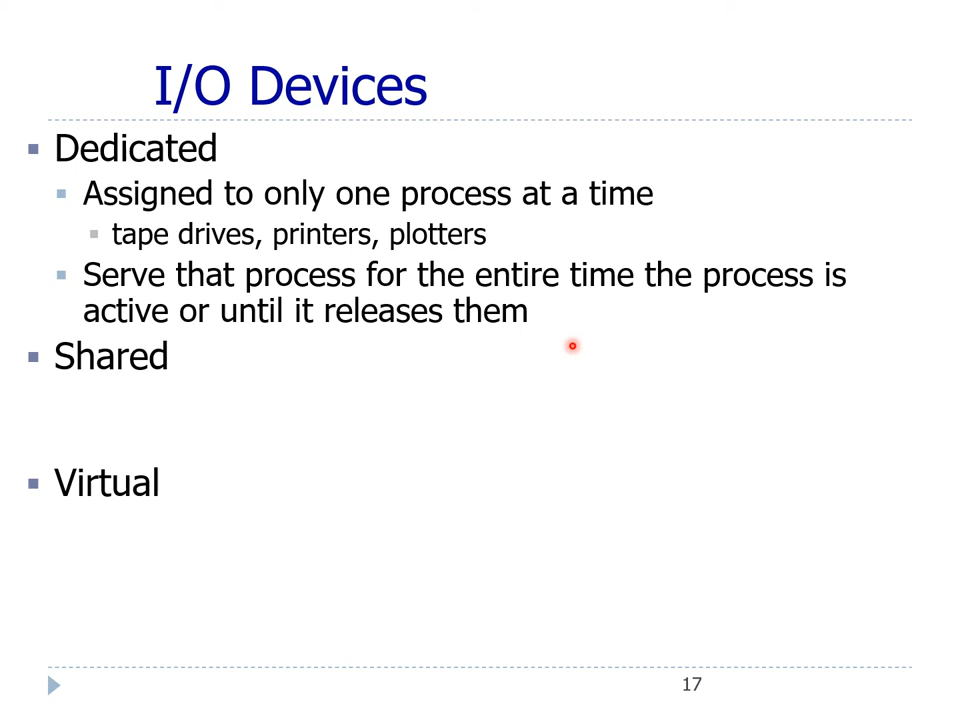 I/O Devices
Dedicated
Assigned to only one process at a time
tape drives, printers, plotters
Serve that process for the entire time the process is
active or until it releases them
Shared
Virtual
17